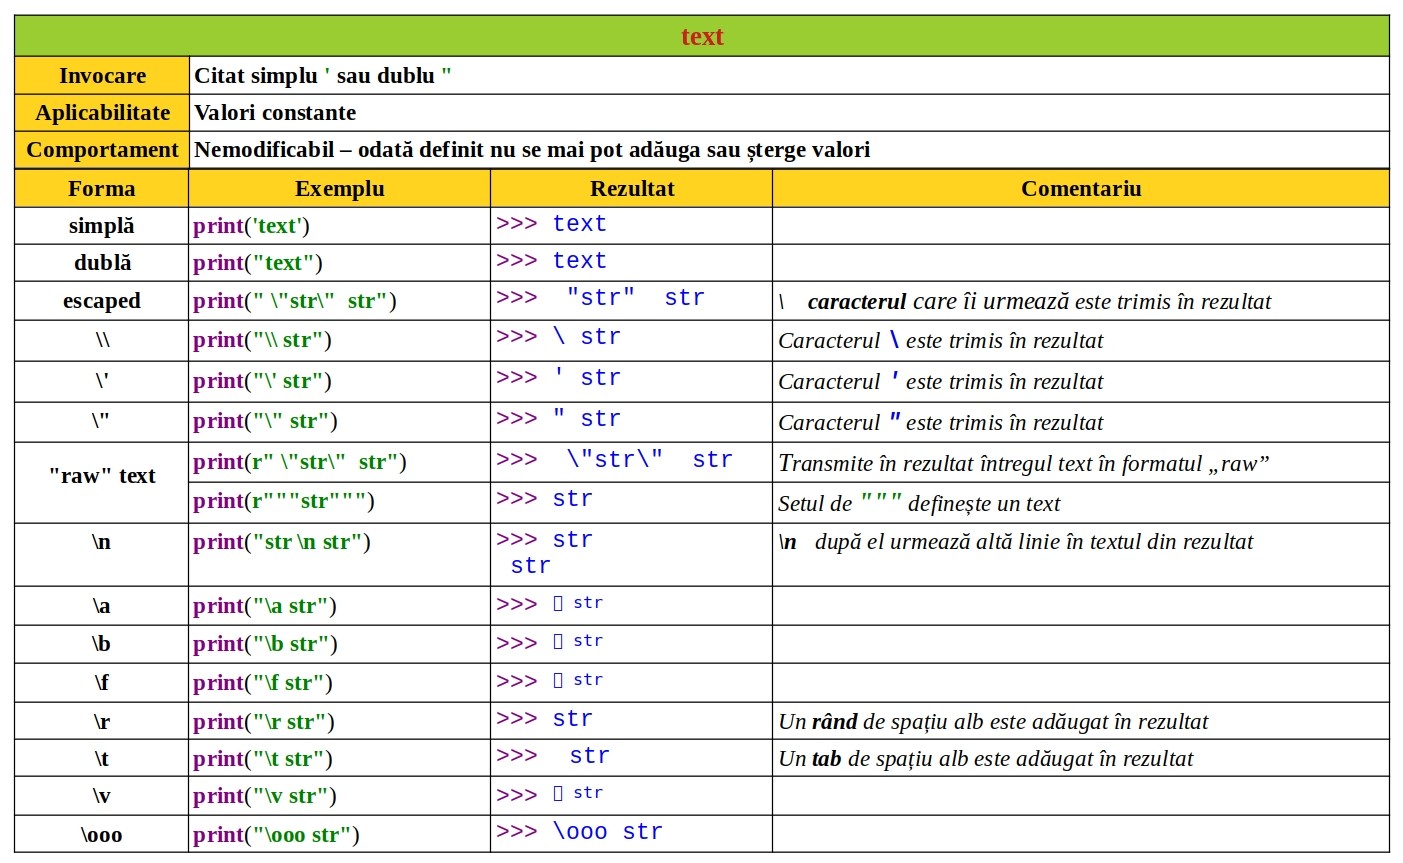 text
Invocare Citat simplu ' sau dublu "
Aplicabilitate Valori constante
Comportament Nemodificabil – odată definit nu se mai pot adăuga sau șterge valori
Forma Exemplu Rezultat Comentariu
simplă print('text') >>> text
dublă print("text") >>> text
escaped print(" \"str\"  str") >>>  "str"  str \ caracterul care îi urmează este trimis în rezultat
\\ print("\\ str") >>> \ str Caracterul \ este trimis în rezultat
\' print("\' str") >>> ' str Caracterul ' este trimis în rezultat
\" print("\" str") >>> " str Caracterul " este trimis în rezultat
"raw" text print(r" \"str\"  str") >>>  \"str\"  str Transmite în rezultat întregul text în formatul „raw”
print(r"""str""") >>> str Setul de """ definește un text
\n print("str \n str") >>> str \n după el urmează altă linie în textul din rezultat
str
\a print("\a str") >>> ▯ str
\b print("\b str") >>> ▯ str
\f print("\f str") >>> ▯ str
\r print("\r str") >>> str Un rând de spațiu alb este adăugat în rezultat
\t print("\t str") >>> str Un tab de spațiu alb este adăugat în rezultat
\v print("\v str") >>> ▯ str
\ooo print("\ooo str") >>> \ooo str